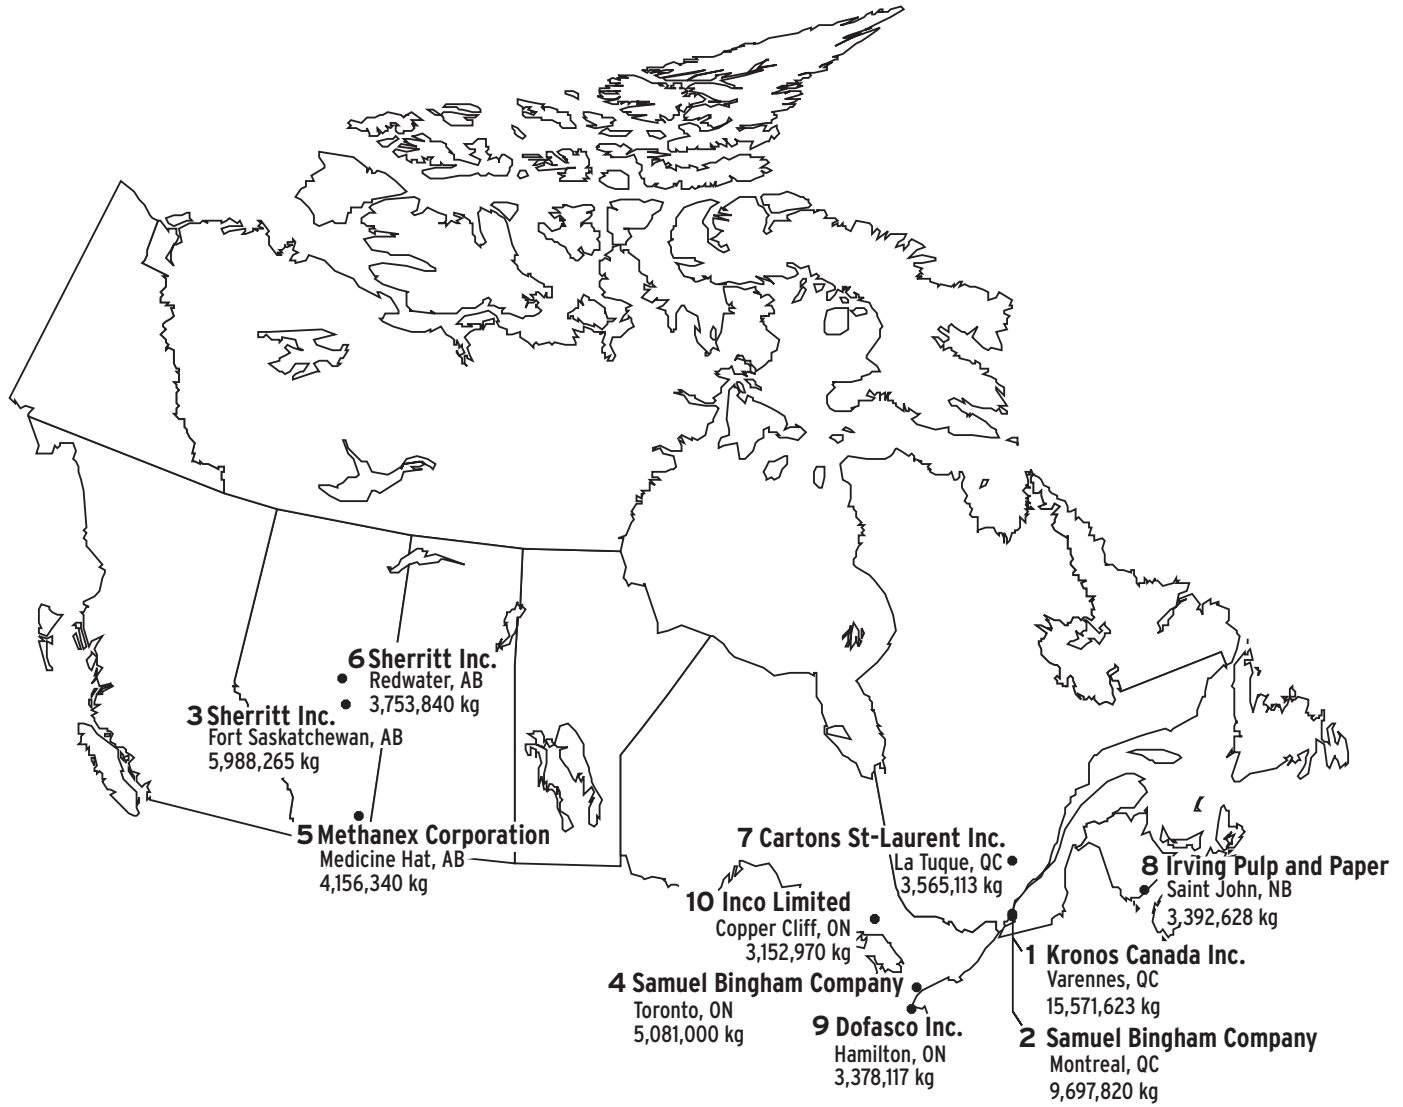 6 Sherritt Inc.
Redwater, AB
3,753,840 kg
3 Sherritt Inc.
Fort Saskatchewan, AB
5,988,265 kg
5 Methanex Corporation
Medicine Hat, AB
4,156,340 kg
7 Cartons St-Laurent Inc.
La Tuque, QC
3,565,113 kg
8 Irving Pulp and Paper
Saint John, NB
3,392,628 kg
10 Inco Limited
Copper Cliff, ON
3,152,970 kg
1 Kronos Canada Inc.
Varennes, QC
15,571,623 kg
4 Samuel Bingham Company
Toronto, ON
5,081,000 kg
9 Dofasco Inc.
Hamilton, ON
3,378,117 kg
2 Samuel Bingham Company
Montreal, QC
9,697,820 kg